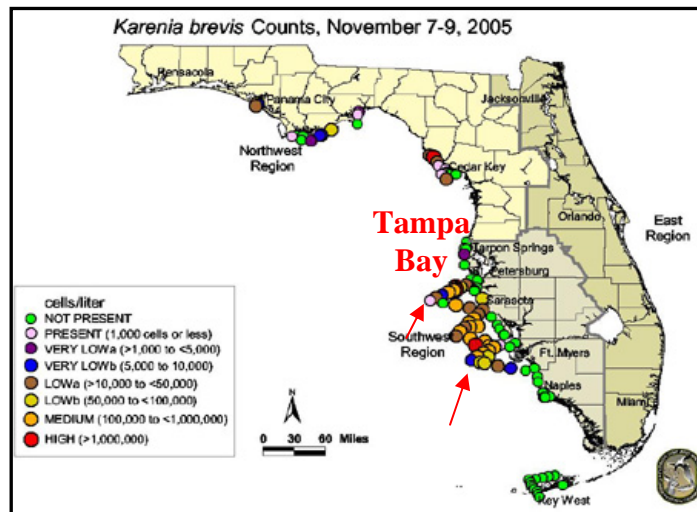 Karenia brevis Counts, November 7-9, 2005
Pensacola
Panama City
Jacksonville
Northwest
Region
Cedar Key
Tampa
Bay
Orlando
East
Region
Tarpon Springs
St. Petersburg
Sarasota
Southwest
Region
Ft. Myers
Naples
Miami
Key West
cells/liter
NOT PRESENT
PRESENT (1,000 cells or less)
VERY LOWa (>1,000 to <5,000)
VERY LOWb (5,000 to 10,000)
LOWa (>10,000 to <50,000)
LOWb (50,000 to <100,000)
MEDIUM (100,000 to <1,000,000)
HIGH (>1,000,000)
N
0 30 60 Miles